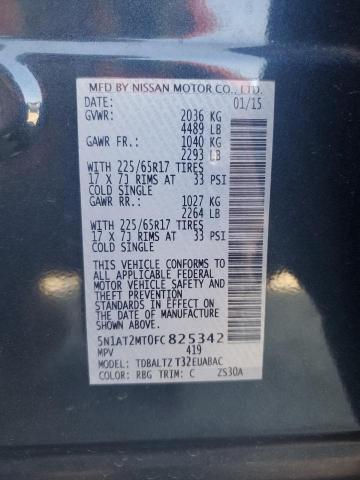 MFD BY NISSAN MOTOR CO., LTD.
DATE: 01/15
GVWR: 2036 KG
4489 LB
GAWR FR.: 1040 KG
2293 LB
WITH 225/65R17 TIRES
17 X 7J RIMS AT 33 PSI
COLD SINGLE
GAWR RR.: 1027 KG
2264 LB
WITH 225/65R17 TIRES
17 X 7J RIMS AT 33 PSI
COLD SINGLE
THIS VEHICLE CONFORMS TO
ALL APPLICABLE FEDERAL
MOTOR VEHICLE SAFETY
AND THEFT PREVENTION
STANDARDS IN EFFECT ON
THE DATE OF MANUFACTURE
SHOWN ABOVE.
5N1AT2MT0FC825342
MPV 419
MODEL: TDBALTZ T32EUABAC
COLOR: RBG TRIM: C ZS30A